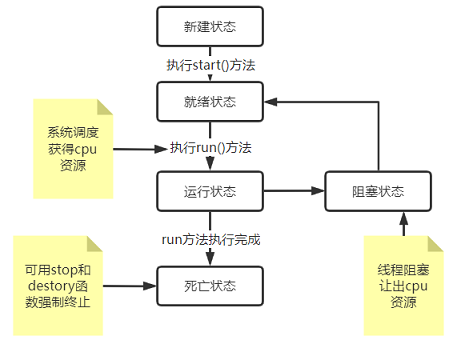 新建状态
执行start()方法
就绪状态
系统调度
获得cpu
资源
执行run()方法
运行状态
阻塞状态
run方法执行完成
可用stop和
destory函
数强制终止
死亡状态
线程阻塞
让出cpu
资源